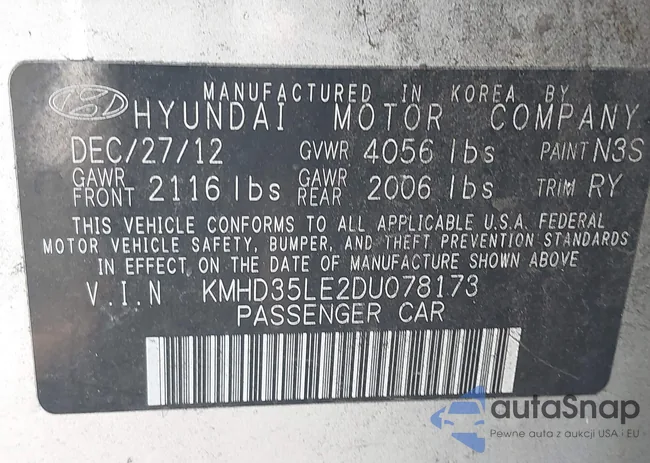 MANUFACTURED IN KOREA BY
HYUNDAI MOTOR COMPANY
DEC/27/12 GVWR 4056 lbs PAINT N3S
GAWR FRONT 2116 lbs GAWR REAR 2006 lbs TRIM RY
THIS VEHICLE CONFORMS TO ALL APPLICABLE U.S.A. FEDERAL
MOTOR VEHICLE SAFETY, BUMPER, AND THEFT PREVENTION STANDARDS
IN EFFECT ON THE DATE OF MANUFACTURE SHOWN ABOVE
V.I.N KMHD35LE2DU078173
PASSENGER CAR
autaSnap
Pewne auta z aukcji USA - EU